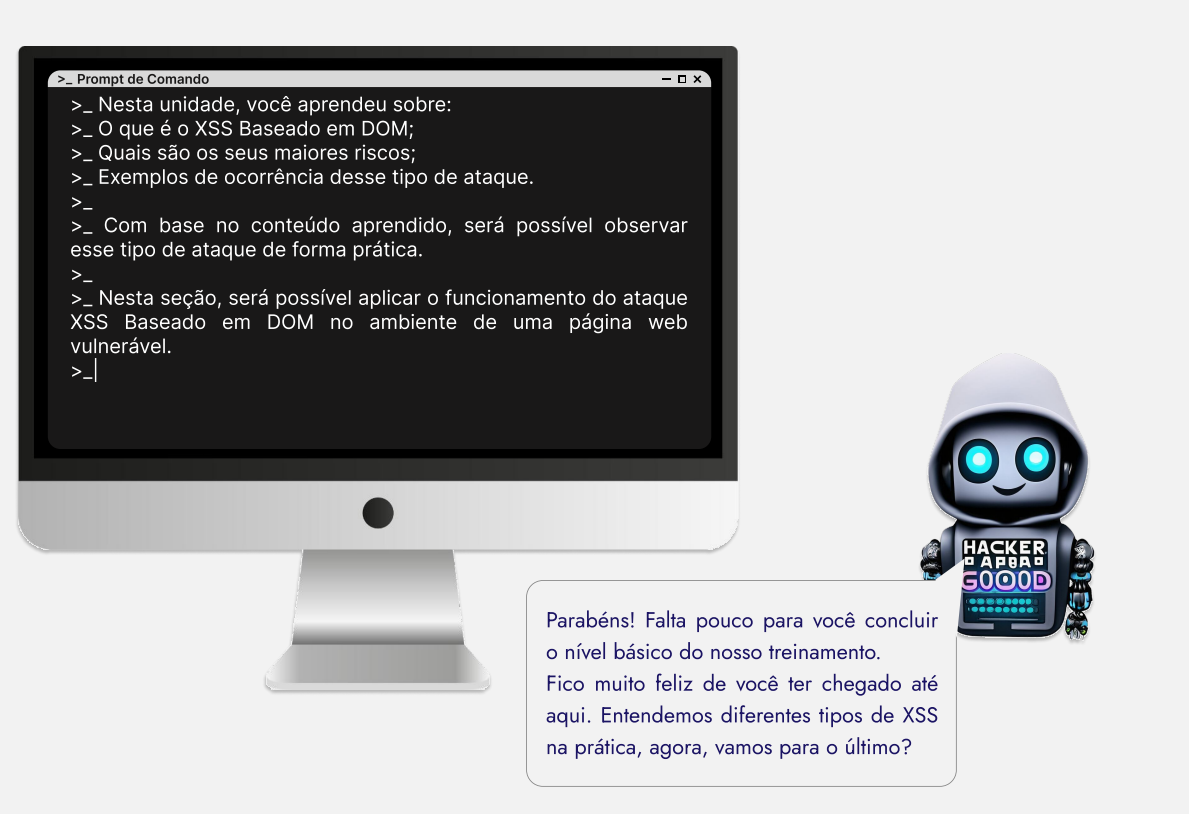 >_ Prompt de Comando
>_ Nesta unidade, você aprendeu sobre:
>_ O que é o XSS Baseado em DOM;
>_ Quais são os seus maiores riscos;
>_ Exemplos de ocorrência desse tipo de ataque.
>_
>_ Com base no conteúdo aprendido, será possível observar
esse tipo de ataque de forma prática.
>_
>_ Nesta seção, será possível aplicar o funcionamento do ataque
XSS Baseado em DOM no ambiente de uma página web
vulnerável.
>_|
HACKER
APBA
GOOOD
Parabéns! Falta pouco para você concluir
o nível básico do nosso treinamento.
Fico muito feliz de você ter chegado até
aqui. Entendemos diferentes tipos de XSS
na prática, agora, vamos para o último?